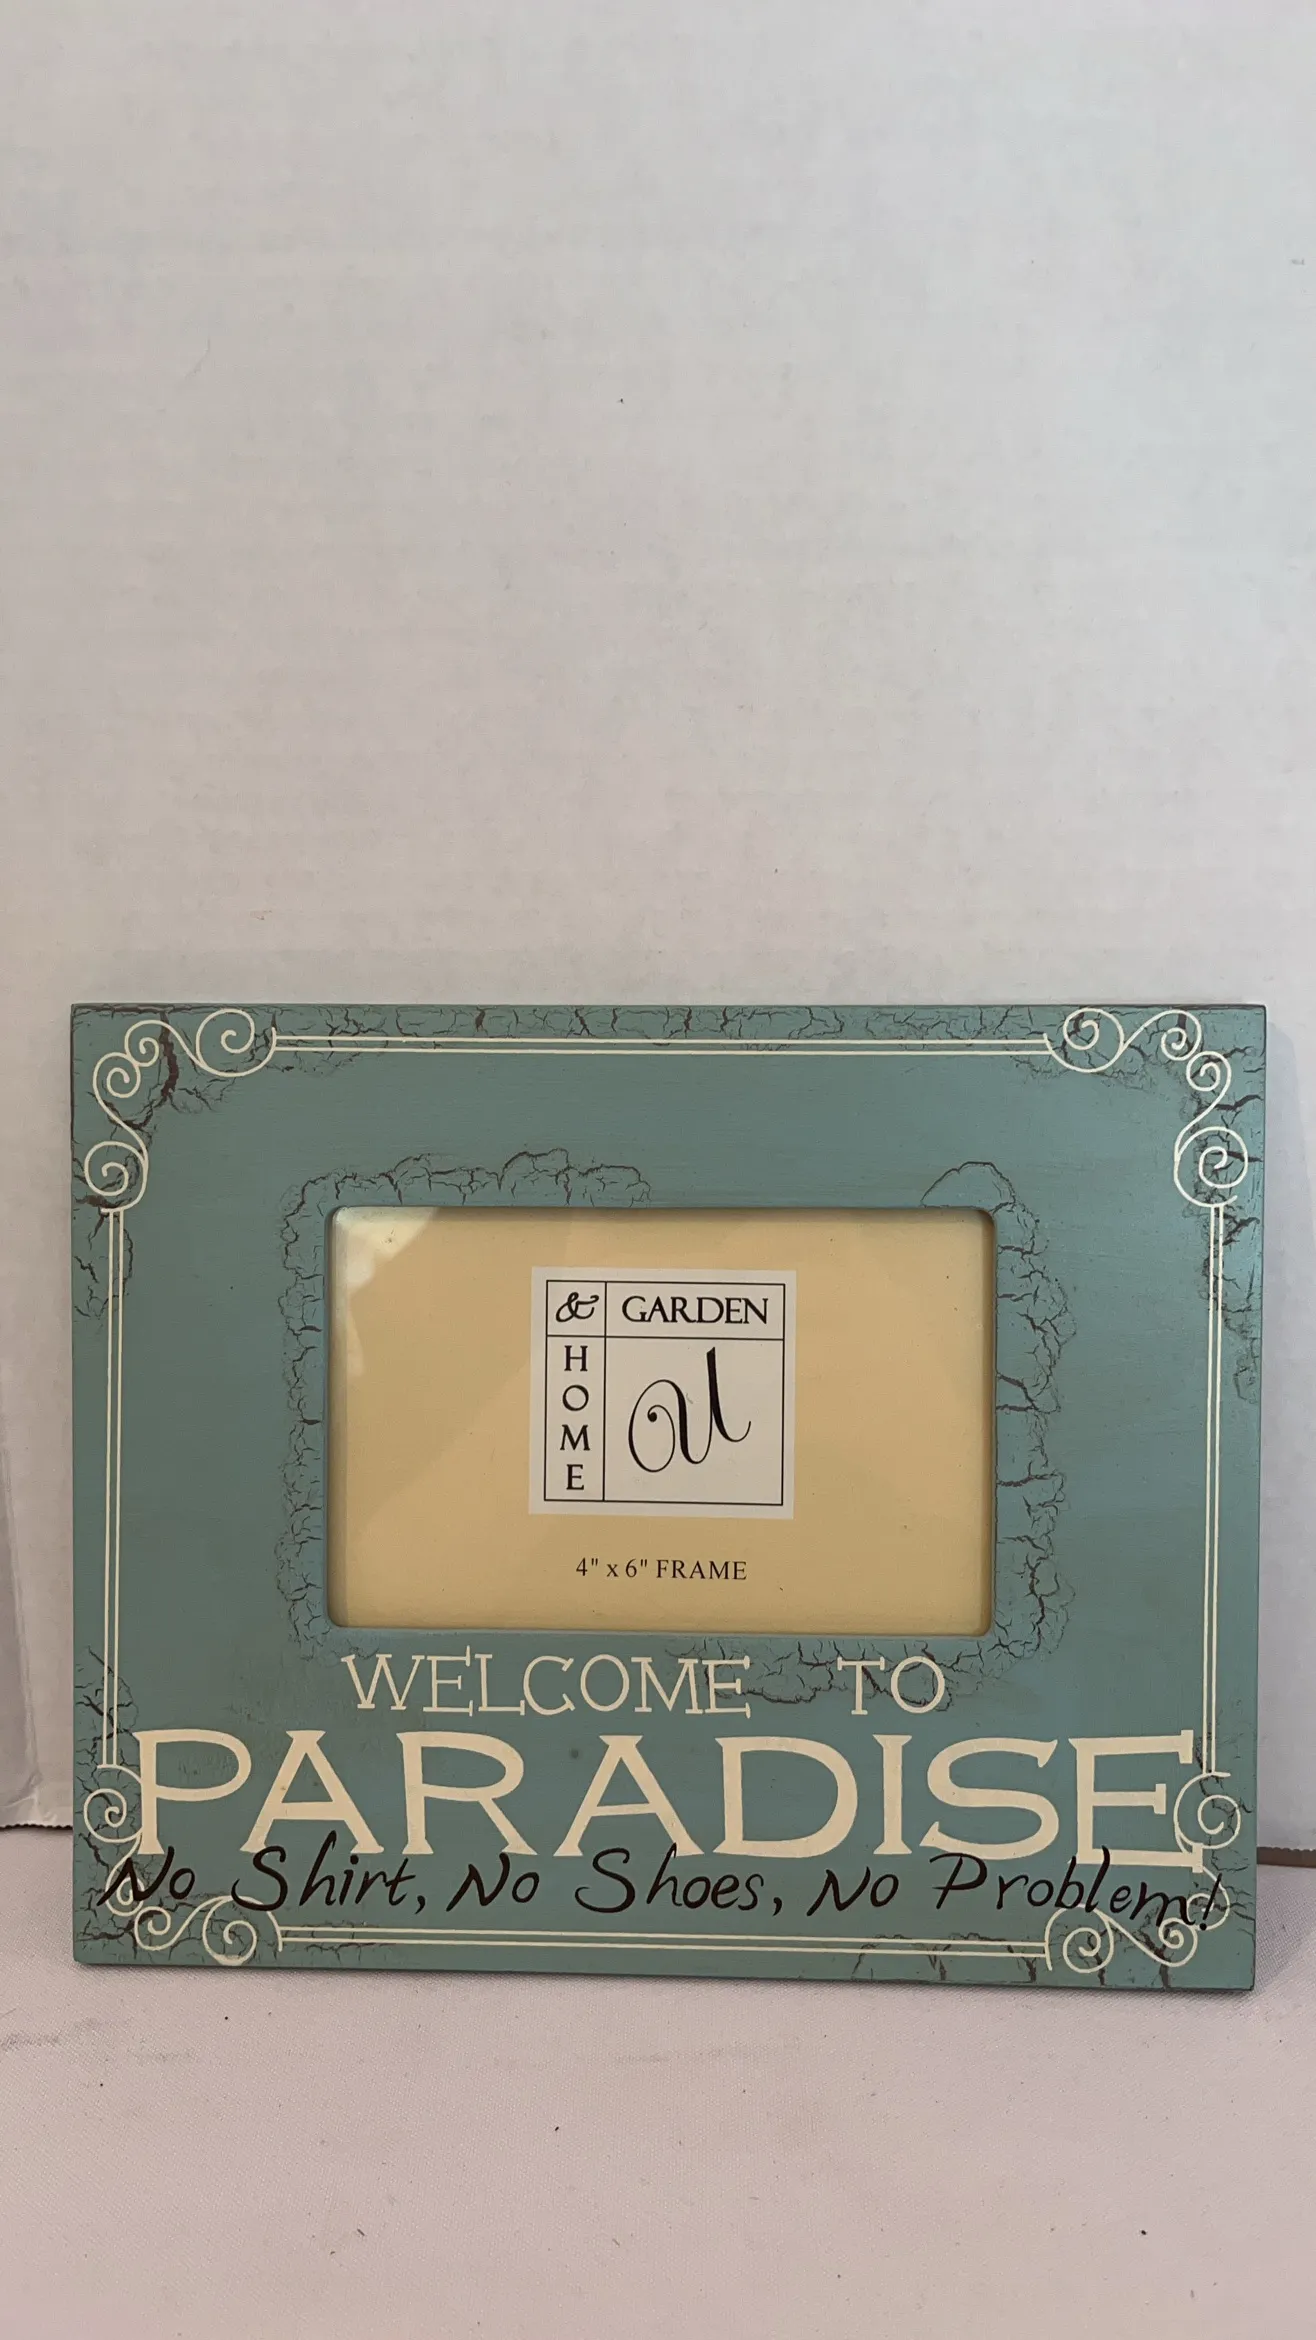 & GARDEN
HOME
U
4" x 6" FRAME
WELCOME TO
PARADISE
No Shirt, No Shoes, No Problem!